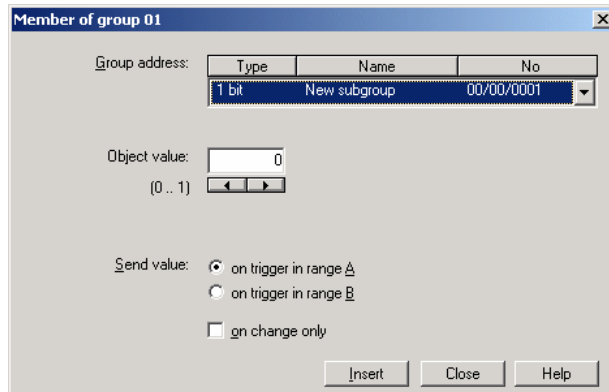 Member of group 01
Group address:
Type Name No
1 bit New subgroup 00/00/0001
Object value: 0
(0 .. 1)
Send value: on trigger in range A
on trigger in range B
on change only
Insert Close Help